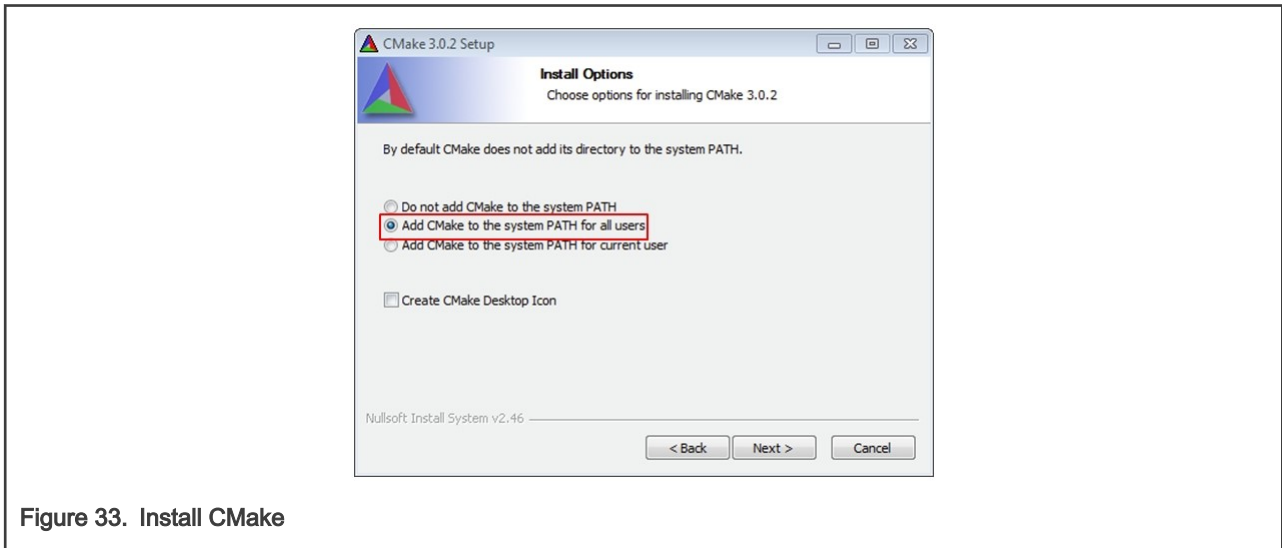 CMake 3.0.2 Setup
Install Options
Choose options for installing CMake 3.0.2
By default CMake does not add its directory to the system PATH.
Do not add CMake to the system PATH
Add CMake to the system PATH for all users
Add CMake to the system PATH for current user
Create CMake Desktop Icon
Nullsoft Install System v2.46
< Back Next > Cancel
Figure 33. Install CMake